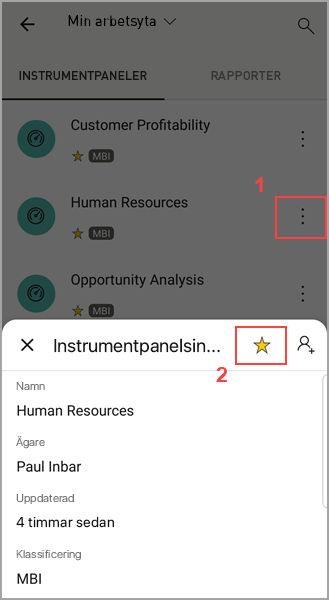 Min arbetsyta
INSTRUMENTPANELER RAPPORTER
Customer Profitability
MBI
1
Human Resources
MBI
Opportunity Analysis
MBI
Instrumentpanelsin...
2
Namn
Human Resources
Ägare
Paul Inbar
Uppdaterad
4 timmar sedan
Klassificering
MBI